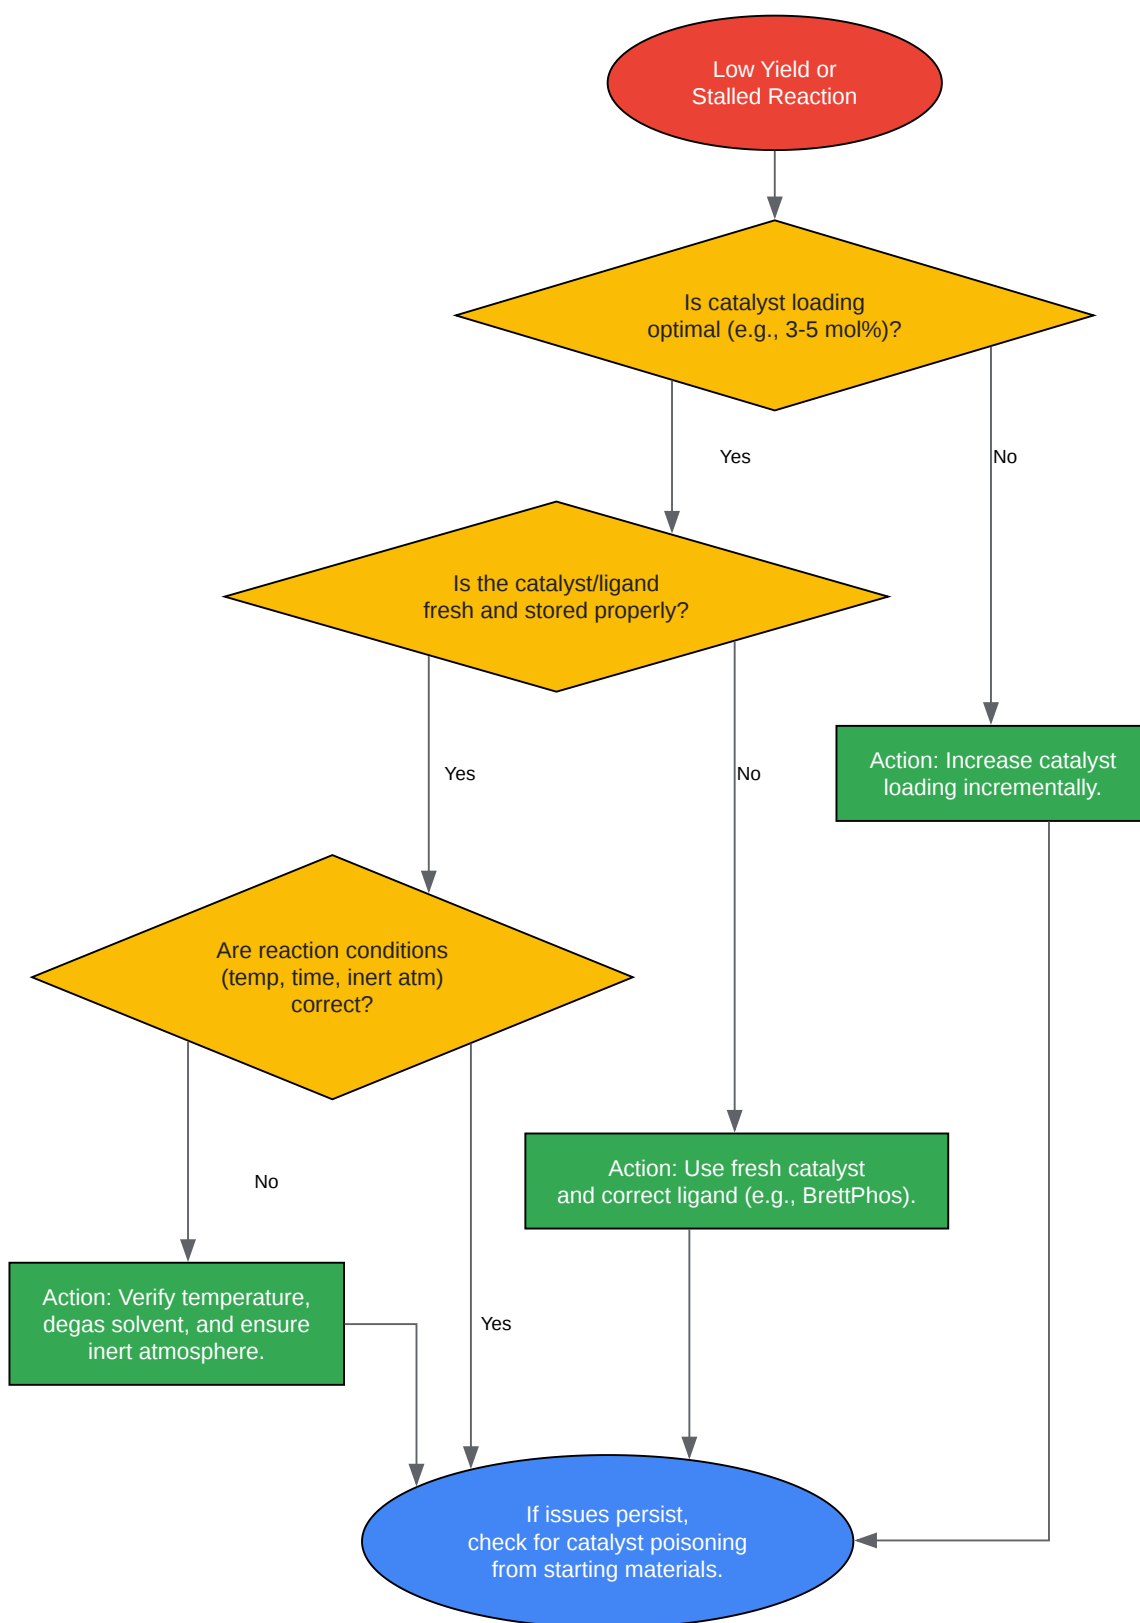 Low Yield or
Stalled Reaction
Is catalyst loading
optimal (e.g., 3-5 mol%)?
Yes
No
Is the catalyst/ligand
fresh and stored properly?
Yes
No
Action: Increase catalyst
loading incrementally.
Are reaction conditions
(temp, time, inert atm)
correct?
No
Action: Use fresh catalyst
and correct ligand (e.g., BrettPhos).
Action: Verify temperature,
degas solvent, and ensure
inert atmosphere.
Yes
If issues persist,
check for catalyst poisoning
from starting materials.